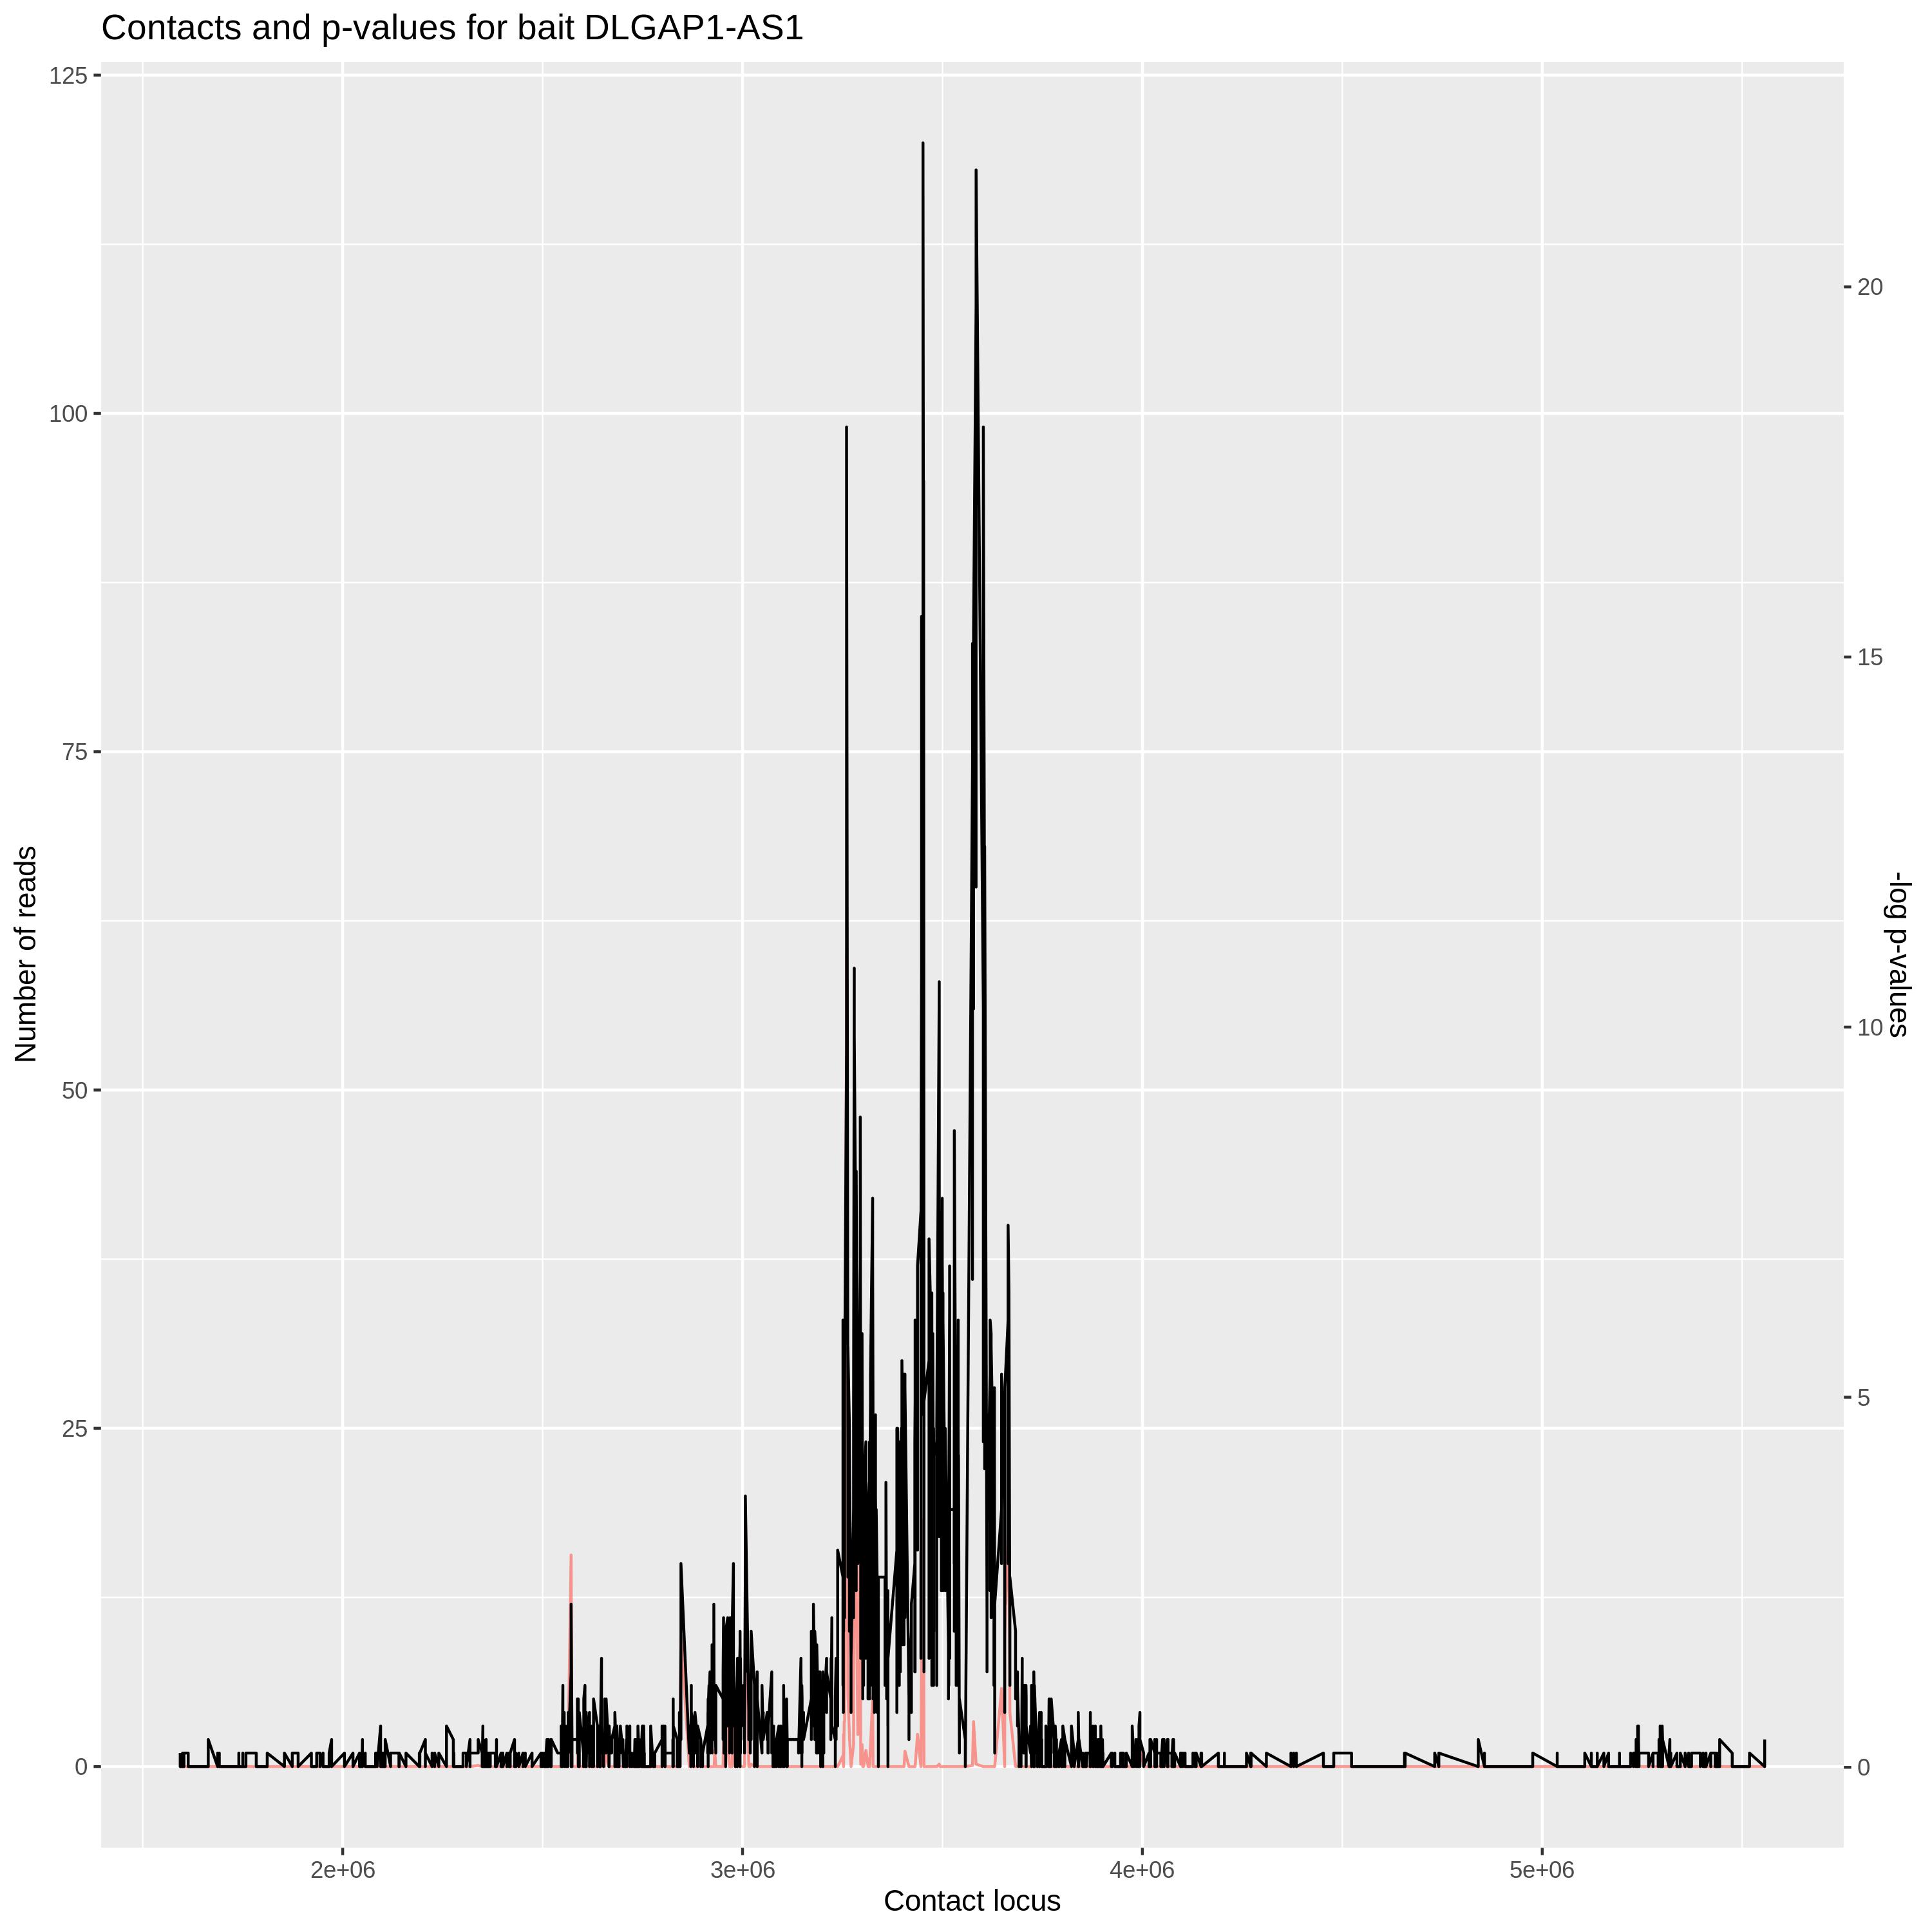 Contacts and p-values for bait DLGAP1-AS1
125
100
75
50
25
0
Number of reads
20
15
10
5
0
-log p-values
2e+06
3e+06
4e+06
5e+06
Contact locus